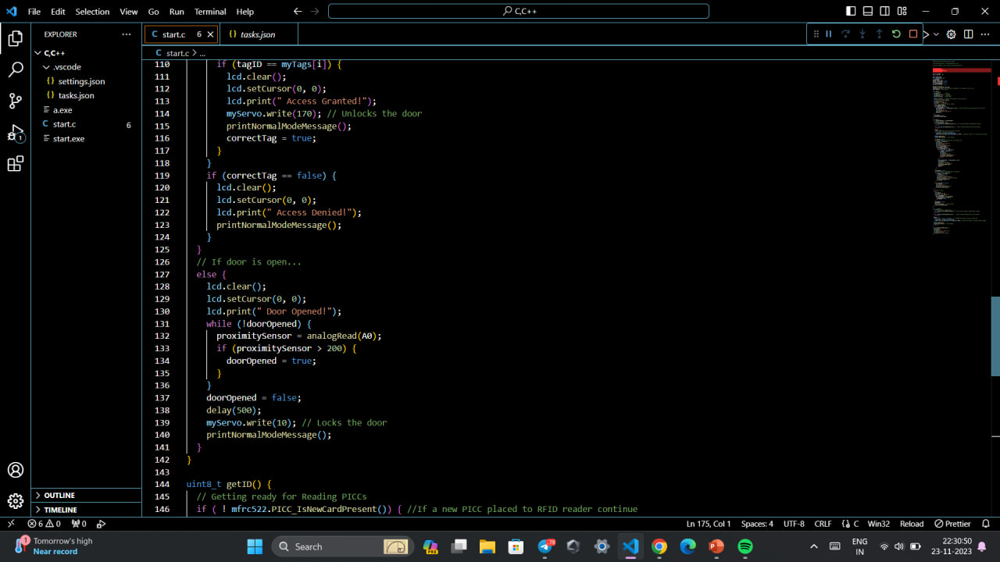 File Edit Selection View Go Run Terminal Help
C,C++
EXPLORER
C,C++
.vscode
settings.json
tasks.json
a.exe
start.c 6
start.exe
OUTLINE
TIMELINE
start.c 6
tasks.json
start.c > ...
110 if (tagID == myTags[i]) {
111 lcd.clear();
112 lcd.setCursor(0, 0);
113 lcd.print(" Access Granted!");
114 myServo.write(170); // Unlocks the door
115 printNormalModeMessage();
116 correctTag = true;
117 }
118 }
119 if (correctTag == false) {
120 lcd.clear();
121 lcd.setCursor(0, 0);
122 lcd.print(" Access Denied!");
123 printNormalModeMessage();
124 }
125 }
126 // If door is open...
127 else {
128 lcd.clear();
129 lcd.setCursor(0, 0);
130 lcd.print(" Door Opened!");
131 while (!doorOpened) {
132 proximitySensor = analogRead(A0);
133 if (proximitySensor > 200) {
134 doorOpened = true;
135 }
136 }
137 doorOpened = false;
138 delay(500);
139 myServo.write(10); // Locks the door
140 printNormalModeMessage();
141 }
142 }
143
144 uint8_t getID() {
145 // Getting ready for Reading PICCs
146 if ( ! mfrc522.PICC_IsNewCardPresent()) { //If a new PICC placed to RFID reader continue
1
6 0 0
Ln 175, Col 1 Spaces: 4 UTF-8 CRLF {} C Win32 Reload Prettier
1 Tomorrow's high
Near record
Search
PRE
78
ENG
IN
22:30:50
23-11-2023